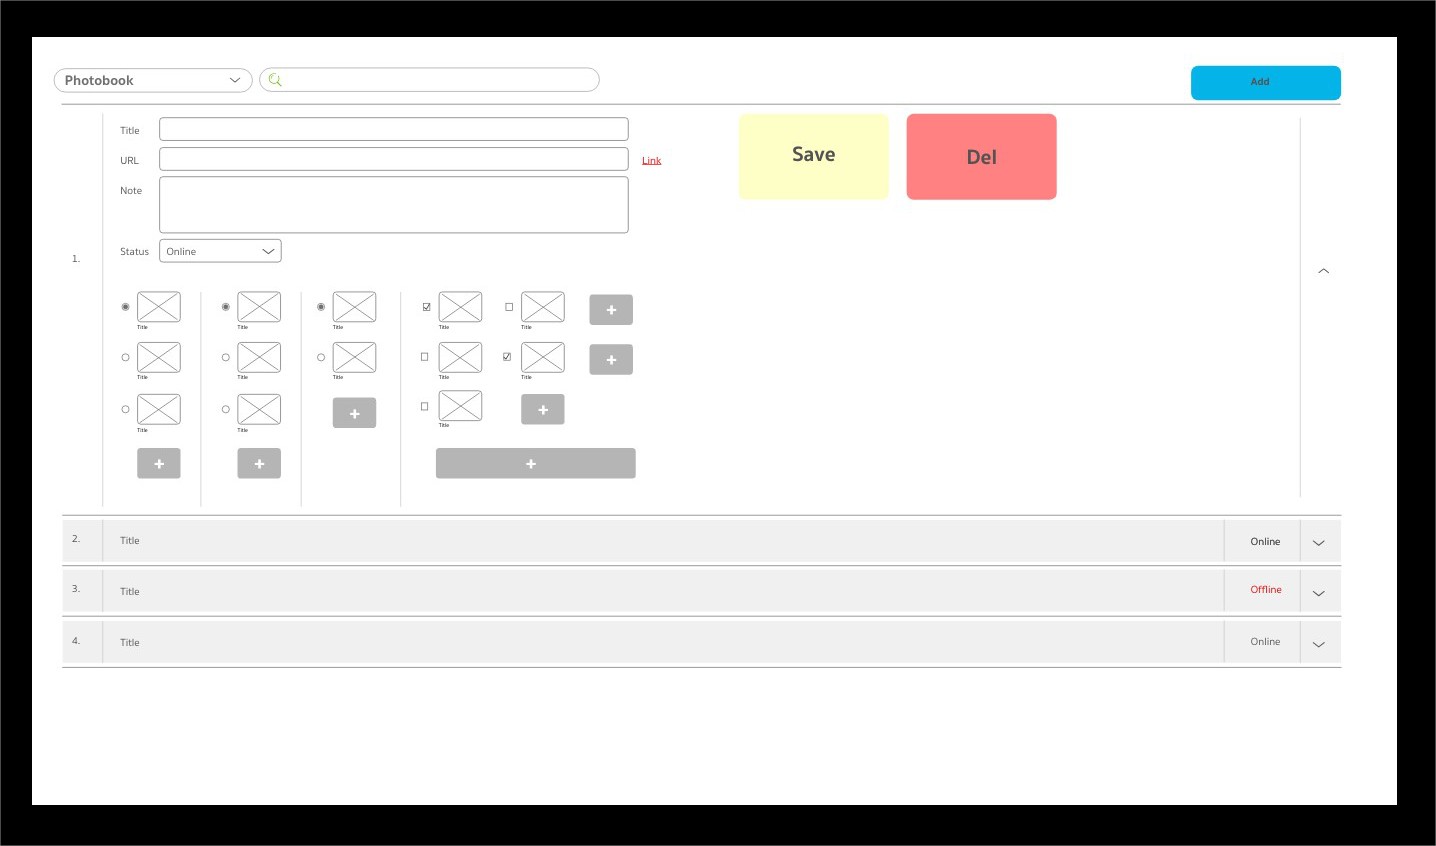 Photobook
Add
Title
Save
Del
URL
Link
Note
Status
Online
1.
Title Title Title Title Title
+
Title Title Title Title Title
+
+
+
Title Title Title
+
+
+
2.
Title
Online
3.
Title
Offline
4.
Title
Online